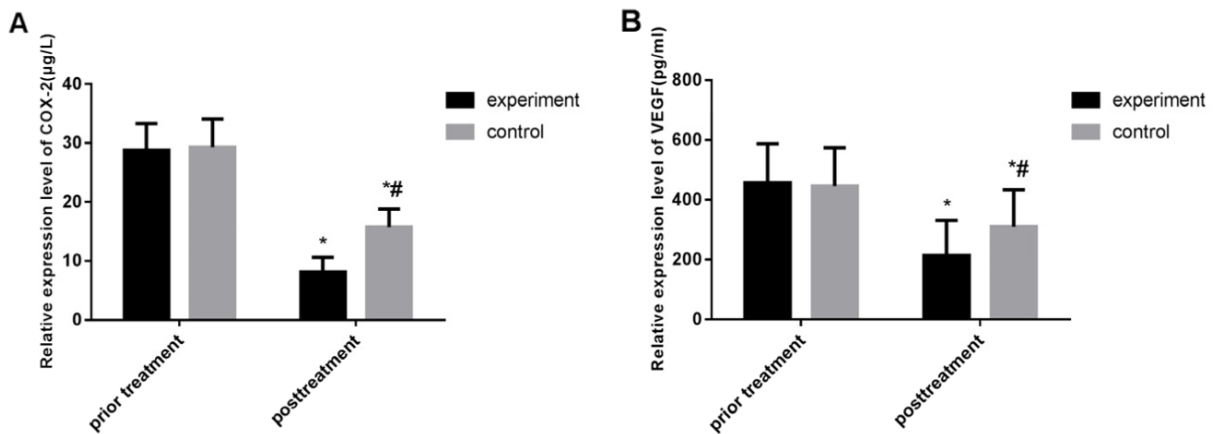 A
Relative expression level of COX-2(μg/L)
40
30
20
10
0
*
*#
prior treatment
posttreatment
experiment
control
B
Relative expression level of VEGF(pg/ml)
800
600
400
200
0
*
*#
prior treatment
posttreatment
experiment
control